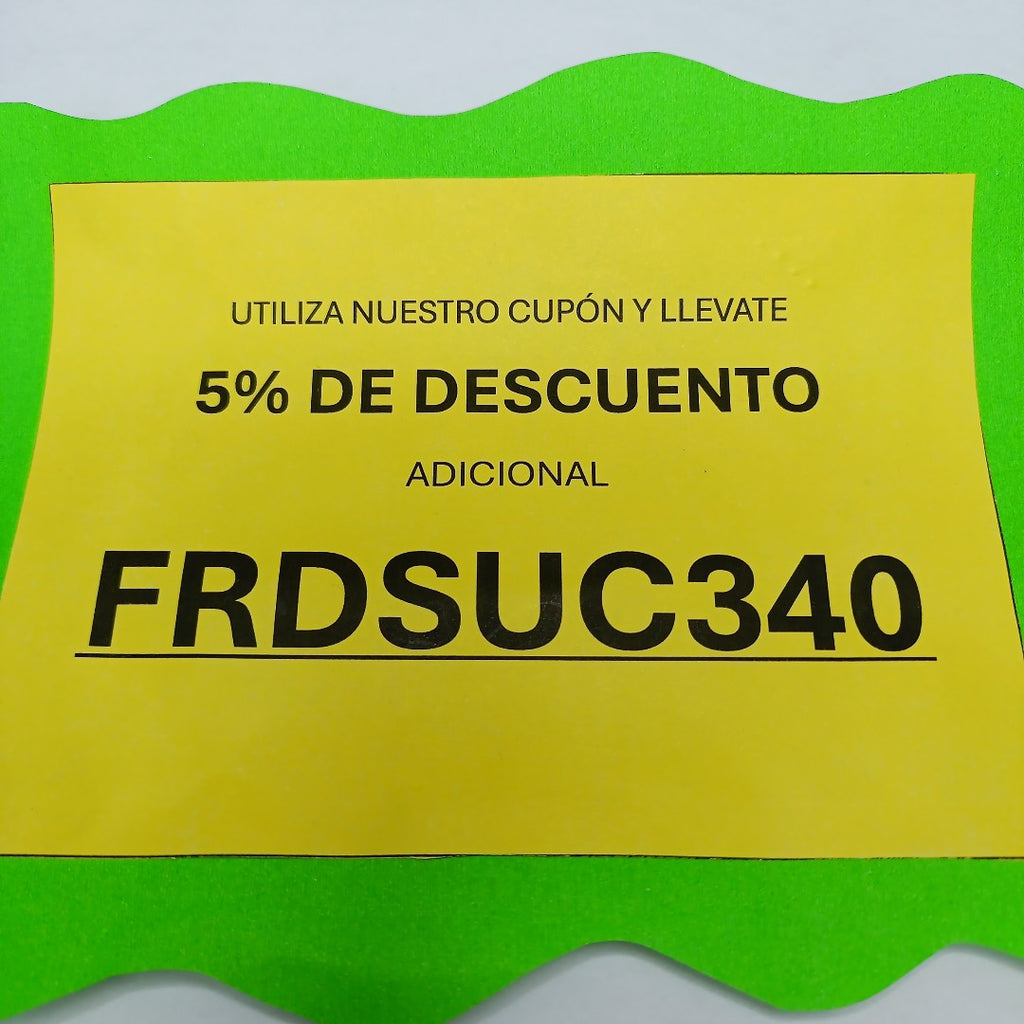 UTILIZA NUESTRO CUPÓN Y LLEVATE
5% DE DESCUENTO
ADICIONAL
FRDSUC340